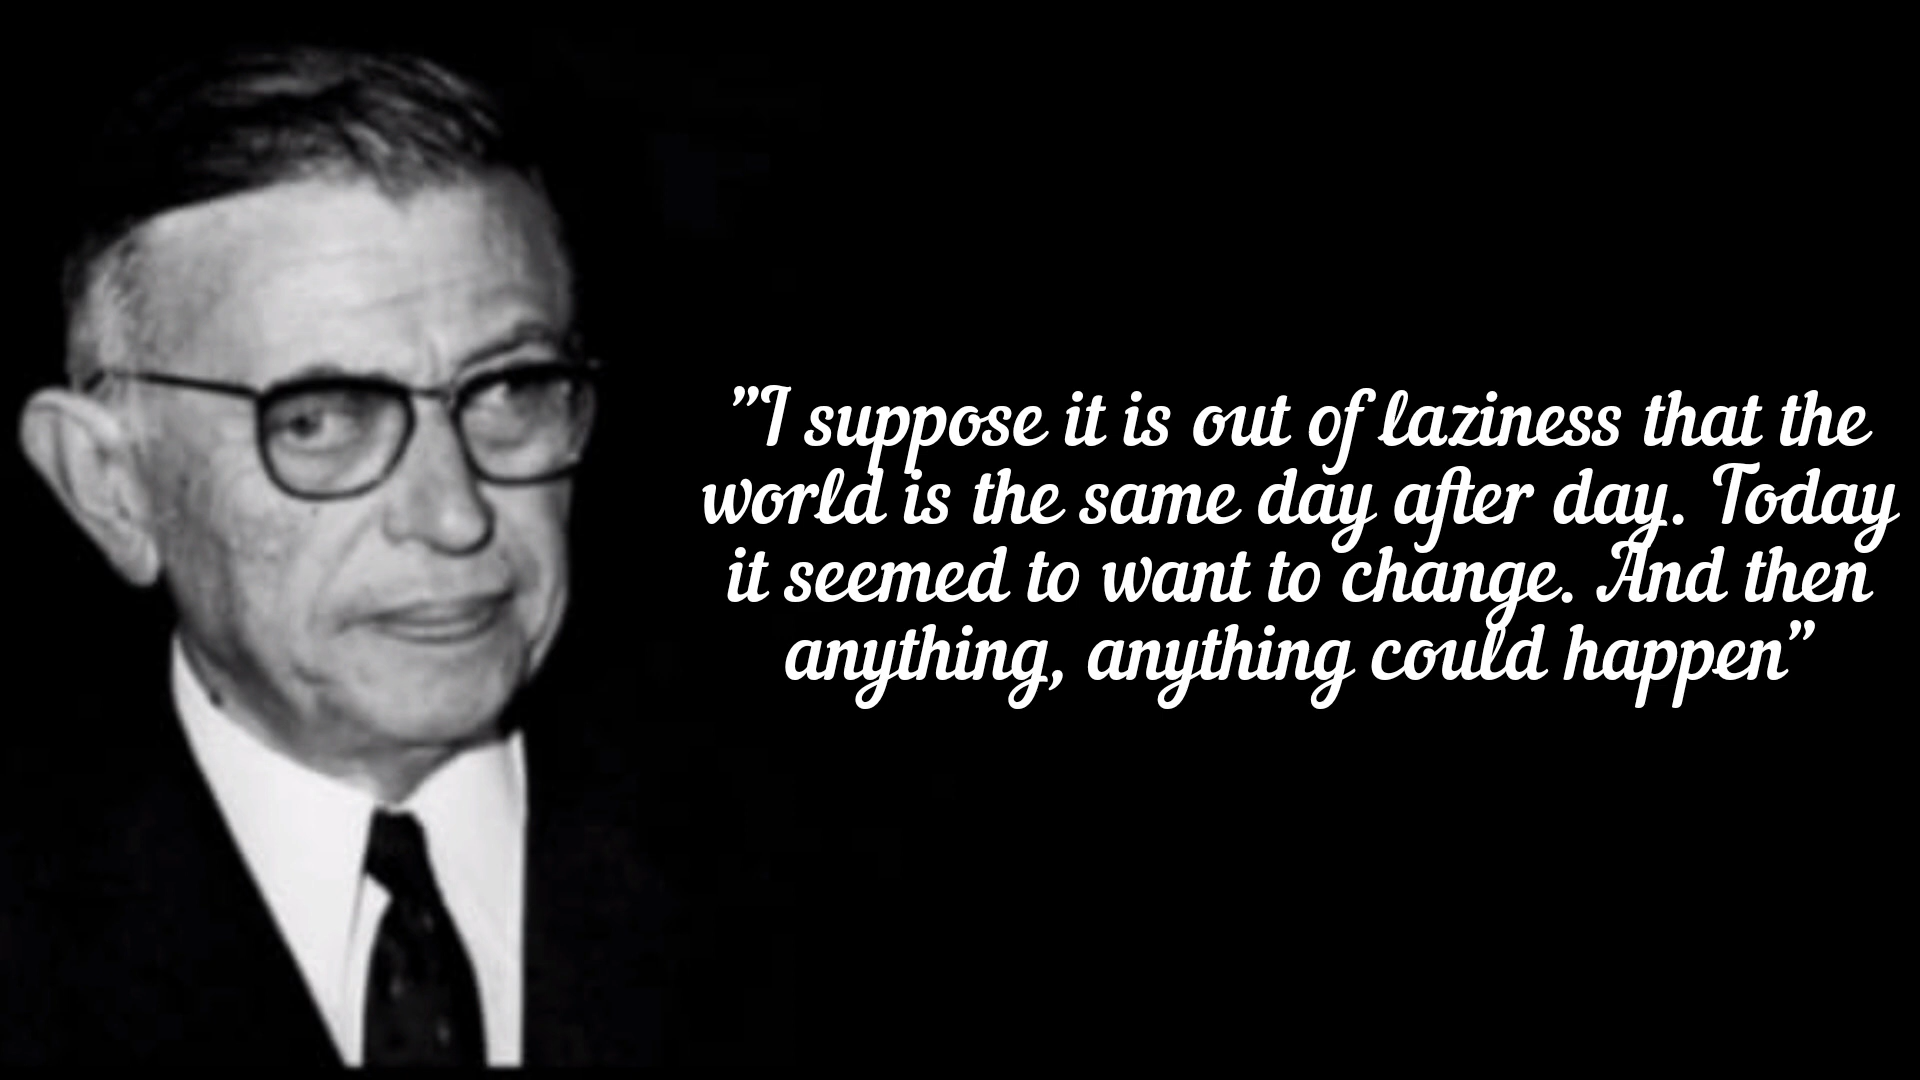 ”I suppose it is out of laziness that the
world is the same day after day. Today
it seemed to want to change. And then
anything, anything could happen”